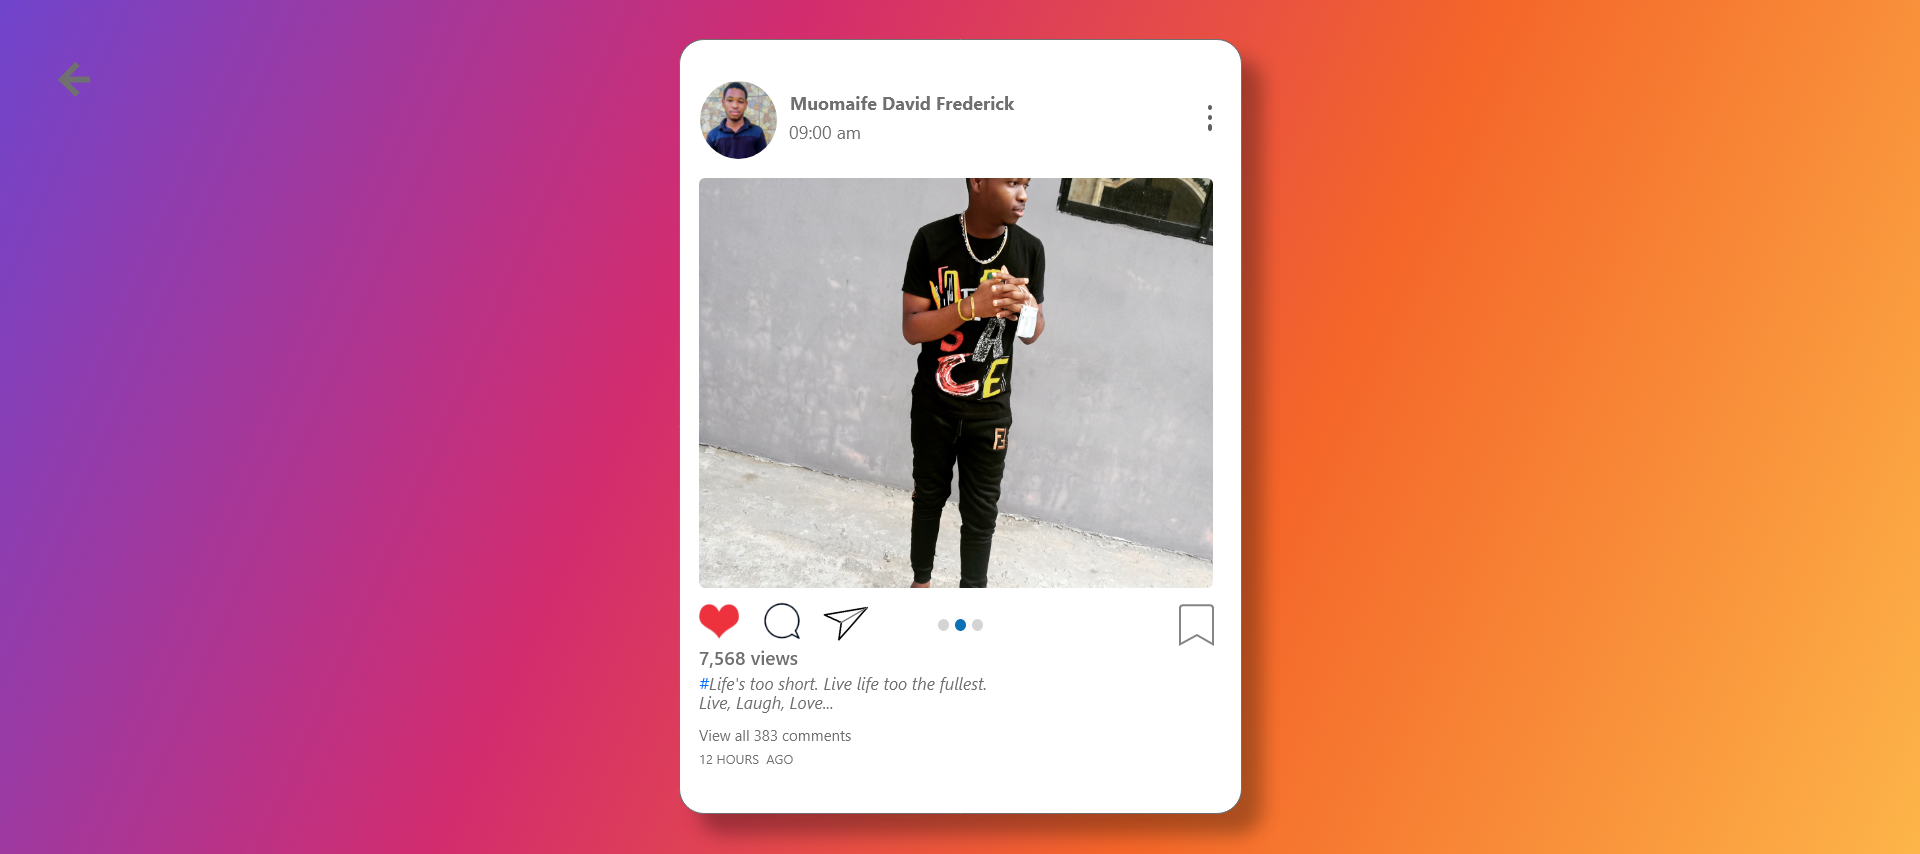 Muomaife David Frederick
09:00 am
7,568 views
#Life's too short. Live life too the fullest.
Live, Laugh, Love...
View all 383 comments
12 HOURS  AGO